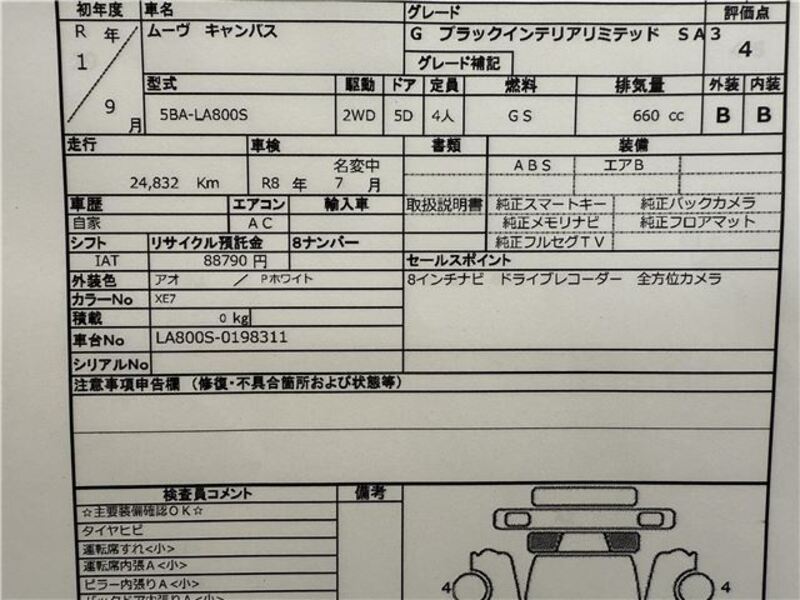 初年度 車名 グレード 評価点
R 年 ムーヴ キャンバス G ブラックインテリアリミテッド SA3 4
1 グレード補記
型式 駆動 ドア 定員 燃料 排気量 外装 内装
9 月 5BA-LA800S 2WD 5D 4人 GS 660 cc B B
走行 車検 書類 装備
名変中 ABS エアB
24,832 Km R8 年 7 月
車歴 エアコン 輸入車 取扱説明書 純正スマートキー 純正バックカメラ
自家 AC 純正メモリナビ 純正フロアマット
シフト リサイクル預託金 8ナンバー 純正フルセグTV
IAT 88790 円 セールスポイント
外装色 アオ / Pホワイト 8インチナビ ドライブレコーダー 全方位カメラ
カラーNo XE7
積載 0 kg
車台No LA800S-0198311
シリアルNo
注意事項申告欄 (修復・不具合箇所および状態等)
検査員コメント 備考
☆主要装備確認OK☆
タイヤヒビ
運転席すれ<小>
運転席内張A<小>
ピラー内張りA<小> 4 4
バックドア内張りA<小>